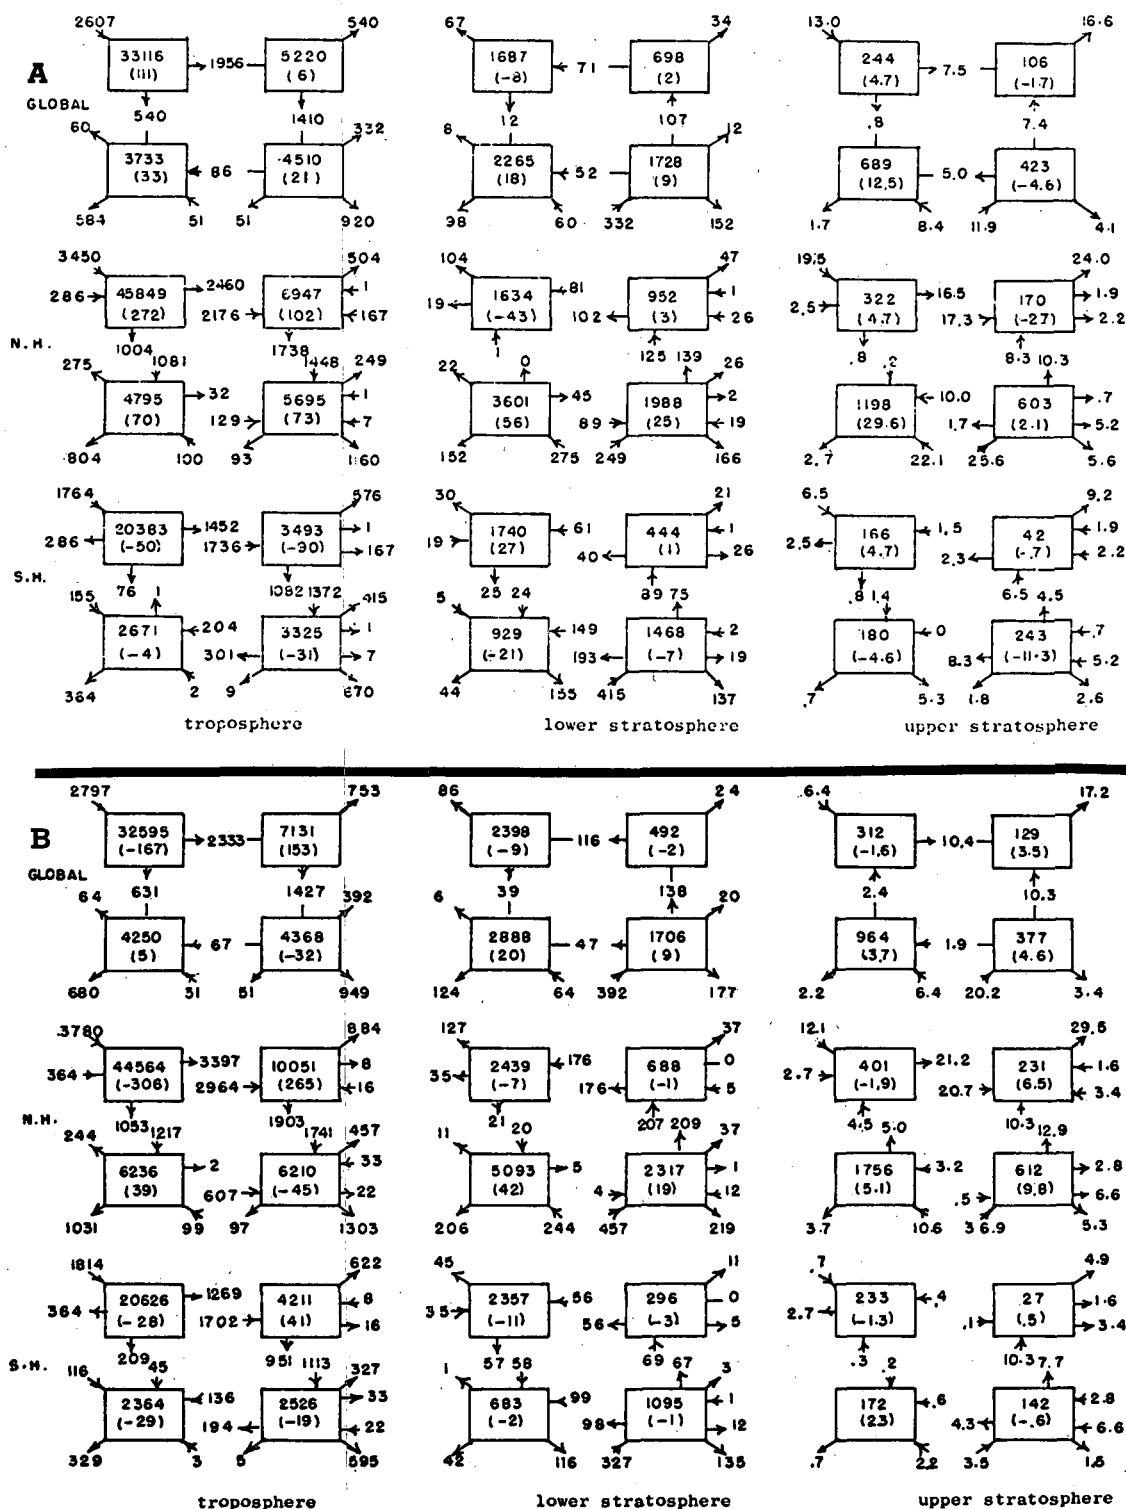 2607 540 67 34 13.0 16.6
33116 1956 5220 1687 71 698 244 7.5 106
A (111) (6) (-8) (2) (4.7) (-1.7)
GLOBAL 540 1410 12 107 .8 7.4
60 332 8 12
3733 86 4510 2265 52 1728 689 5.0 423
(33) (21) (18) (9) (12.5) (-4.6)
584 51 51 920 98 60 332 152 1.7 8.4 11.9 4.1
3450 504 104 47 19.5 24.0
286 45849 2460 6947 1 1634 81 952 1 322 16.5 170 1.9
(272) 2176 (102) 167 19 (-43) 102 (3) 26 2.5 (4.7) 17.3 (-.27) 2.2
N.H. 1004 1738 1 125 139 .8 8.3 10.3
275 1081 1448 249 22 0 26 .2
4795 32 5695 1 3601 45 1988 2 1198 10.0 603 .7
(70) 129 (73) 7 (56) 89 (25) 19 (29.6) 1.7 (2.1) 5.2
804 100 93 1160 152 275 249 166 2.7 22.1 25.6 5.6
1764 576 30 21 6.5 9.2
20383 1452 3493 1 1740 61 444 1 166 1.5 42 1.9
286 (-50) 1736 (-90) 167 19 (27) 40 (1) 26 2.5 (4.7) 2.3 (-.7) 2.2
S.H. 76 1 1082 1372 25 24 89 75 .8 1.4 6.5 4.5
155 415 5
2671 204 3325 1 929 149 1468 2 180 0 243 .7
(-4) 301 (-31) 7 (-21) 193 (-7) 19 (-4.6) 8.3 (-11.3) 5.2
364 2 9 670 44 155 415 137 .7 5.3 1.8 2.6
troposphere lower stratosphere upper stratosphere
2797 753 86 24 6.4 17.2
B 32595 2333 7131 2398 116 492 312 10.4 129
(-167) (153) (-9) (-2) (-1.6) (3.5)
GLOBAL 631 1427 39 138 2.4 10.3
64 392 6 20
4250 67 4368 2888 47 1706 964 1.9 377
(5) (-32) (20) (9) (3.7) (4.6)
680 51 949 124 64 392 177 2.2 6.4 20.2 3.4
3780 884 127 37 12.1 29.5
364 44564 3397 10051 8 2439 176 688 0 401 21.2 231 1.6
(-306) 2964 (265) 16 35 (-7) 176 (-1) 5 2.7 (-1.9) 20.7 (6.5) 3.4
N.H. 1053 1903 21 207 209 4.5 10.3
244 1217 1741 457 11 20 37 5.0 12.9
6236 2 6210 33 5093 5 2317 1 1756 3.2 612 2.8
(39) 607 (-45) 22 (42) 4 (19) 12 (5.1) .5 (9.8) 6.6
1031 99 97 1303 206 244 457 219 3.7 10.6 36.9 5.3
1814 622 45 11 .7 4.9
364 20626 1269 4211 8 2357 56 296 0 233 .4 27 1.6
(-28) 1702 (41) 16 35 (-11) 56 (-3) 5 2.7 (-1.3) .1 (.5) 3.4
209 951 57 58 69 67 .3 10.3 7.7
S.H. 116 45 1113 327 1 3 .2
2364 136 2526 33 683 99 1095 1 172 .6 142 2.8
(-29) 194 (-19) 22 (-2) 98 (-1) 12 (23) 4.3 (-.6) 6.6
329 3 5 595 42 116 327 135 .7 2.2 3.5 1.5
troposphere lower stratosphere upper stratosphere